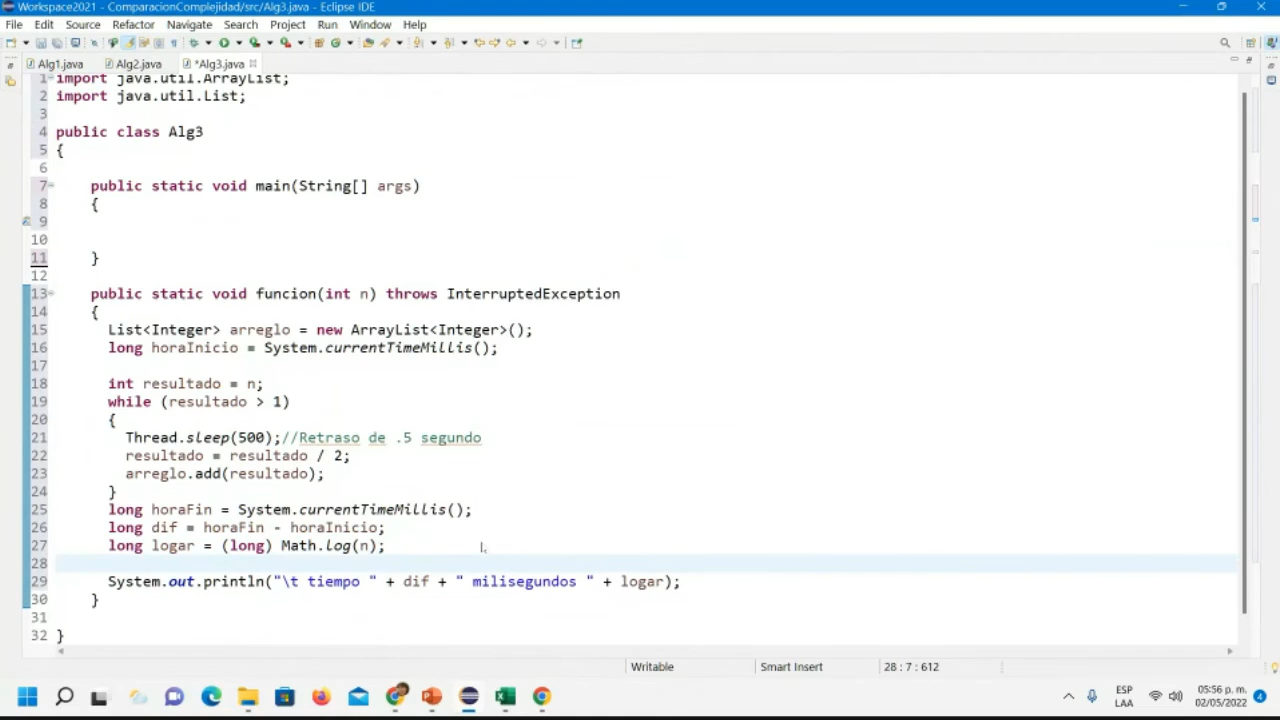 Workspace2021 - ComparacionComplejidad/src/Alg3.java - Eclipse IDE
File Edit Source Refactor Navigate Search Project Run Window Help
Alg1.java Alg2.java *Alg3.java
1 import java.util.ArrayList;
2 import java.util.List;
3
4 public class Alg3
5 {
6
7 public static void main(String[] args)
8 {
9
10
11 }
12
13 public static void funcion(int n) throws InterruptedException
14 {
15 List<Integer> arreglo = new ArrayList<Integer>();
16 long horaInicio = System.currentTimeMillis();
17
18 int resultado = n;
19 while (resultado > 1)
20 {
21 Thread.sleep(500);//Retraso de .5 segundo
22 resultado = resultado / 2;
23 arreglo.add(resultado);
24 }
25 long horaFin = System.currentTimeMillis();
26 long dif = horaFin - horaInicio;
27 long logar = (long) Math.log(n);
28
29 System.out.println("\t tiempo " + dif + " milisegundos " + logar);
30 }
31
32 }
Writable Smart Insert 28 : 7 : 612
ESP 05:56 p. m.
LAA 02/05/2022 4